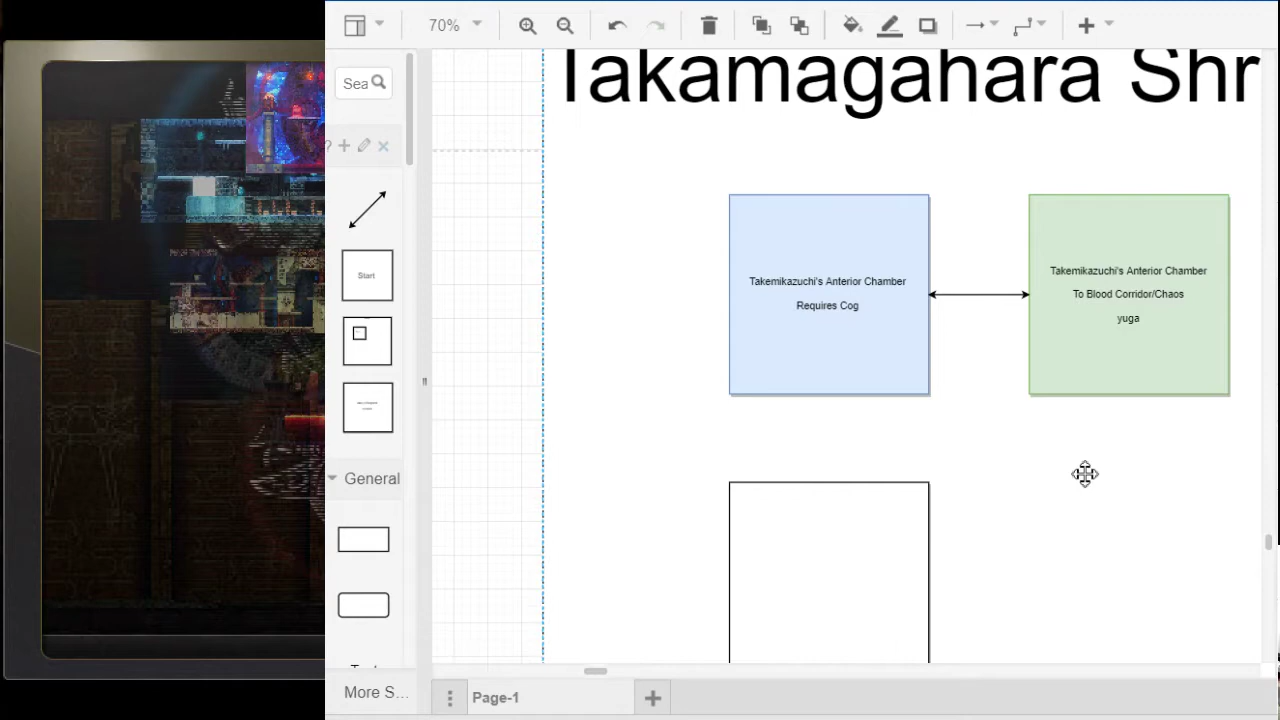 70%
Takamagahara Shr
Sea
?
Start
Takemikazuchi's Anterior Chamber
Requires Cog
Takemikazuchi's Anterior Chamber
To Blood Corridor/Chaos
yuga
General
More S...
Page-1